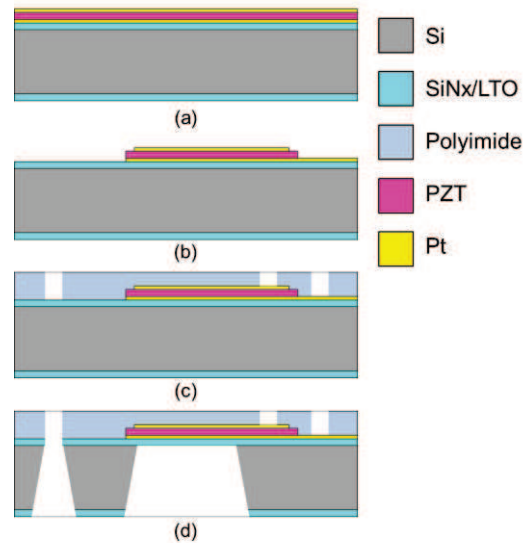 Si
(a)
SiNx/LTO
Polyimide
(b)
PZT
Pt
(c)
(d)